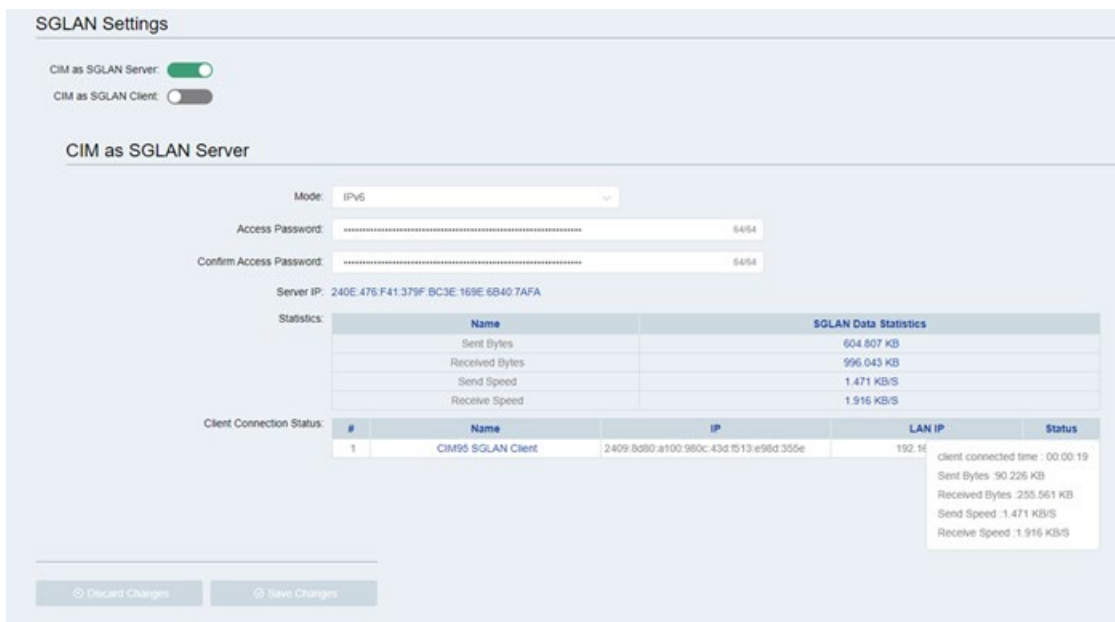 SGLAN Settings
CIM as SGLAN Server:
CIM as SGLAN Client:
CIM as SGLAN Server
Mode: IPv6
Access Password: 64/64
Confirm Access Password: 64/64
Server IP: 240E:476:F41:379F:BC3E:169E:6B40:7AFA
Statistics: Name SGLAN Data Statistics
Sent Bytes 604.807 KB
Received Bytes 996.043 KB
Send Speed 1.471 KB/S
Receive Speed 1.916 KB/S
Client Connection Status: # Name IP LAN IP Status
1 CIM95 SGLAN Client 2409:8d80:a100:980c:43d:f513:e98d:355e 192.16
client connected time : 00:00:19
Sent Bytes :90.226 KB
Received Bytes :255.561 KB
Send Speed :1.471 KB/S
Receive Speed :1.916 KB/S
Discard Changes Save Changes